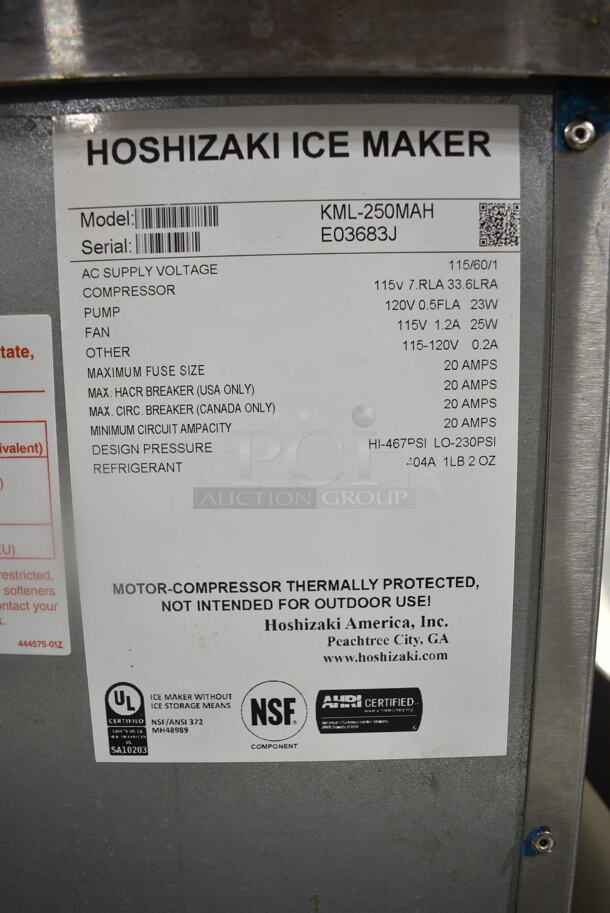 HOSHIZAKI ICE MAKER
Model: KML-250MAH
Serial: E03683J
AC SUPPLY VOLTAGE 115/60/1
COMPRESSOR 115V 7.RLA 33.6LRA
PUMP 120V 0.5FLA 23W
FAN 115V 1.2A 25W
OTHER 115-120V 0.2A
MAXIMUM FUSE SIZE 20 AMPS
MAX. HACR BREAKER (USA ONLY) 20 AMPS
MAX. CIRC. BREAKER (CANADA ONLY) 20 AMPS
MINIMUM CIRCUIT AMPACITY 20 AMPS
DESIGN PRESSURE HI-467PSI LO-230PSI
REFRIGERANT 404A 1LB 2 OZ
PCI
AUCTION GROUP
MOTOR-COMPRESSOR THERMALLY PROTECTED,
NOT INTENDED FOR OUTDOOR USE!
Hoshizaki America, Inc.
Peachtree City, GA
www.hoshizaki.com
UL
CERTIFIED
SA10203
ICE MAKER WITHOUT
ICE STORAGE MEANS
NSF/ANSI 372
MH48989
NSF
COMPONENT
AHRI CERTIFIED
tate,
ivalent)
)
EU)
restricted,
softeners
ontact your
s.
444575-01Z